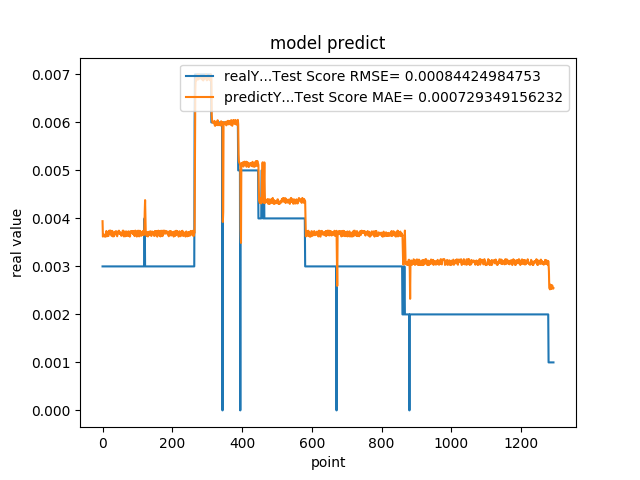 model predict
realY...Test Score RMSE= 0.00084424984753
predictY...Test Score MAE= 0.000729349156232
real value
0.007
0.006
0.005
0.004
0.003
0.002
0.001
0.000
0 200 400 600 800 1000 1200
point